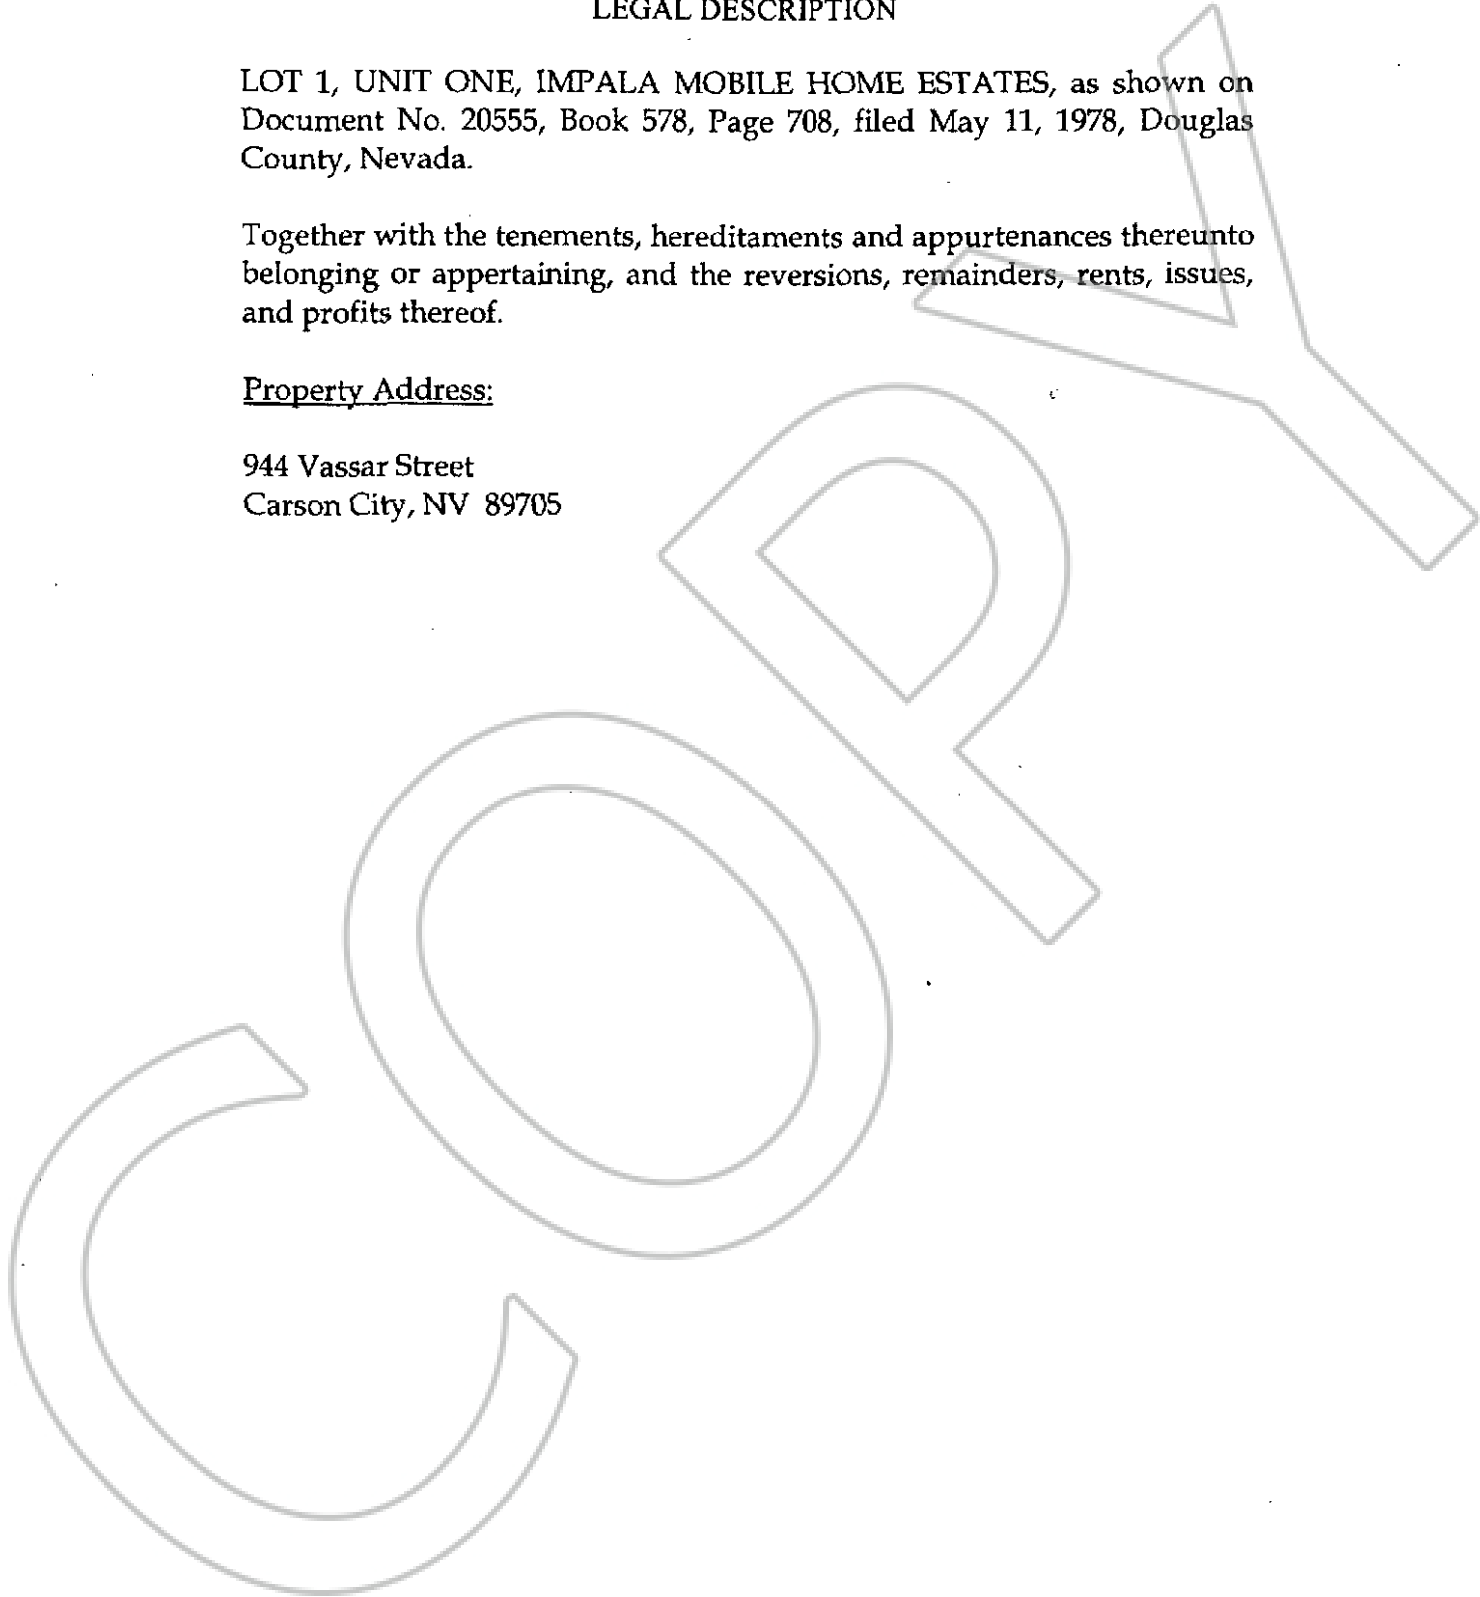 LEGAL DESCRIPTION
LOT 1, UNIT ONE, IMPALA MOBILE HOME ESTATES, as shown on
Document No. 20555, Book 578, Page 708, filed May 11, 1978, Douglas
County, Nevada.
Together with the tenements, hereditaments and appurtenances thereunto
belonging or appertaining, and the reversions, remainders, rents, issues,
and profits thereof.
Property Address:
944 Vassar Street
Carson City, NV 89705
COPY